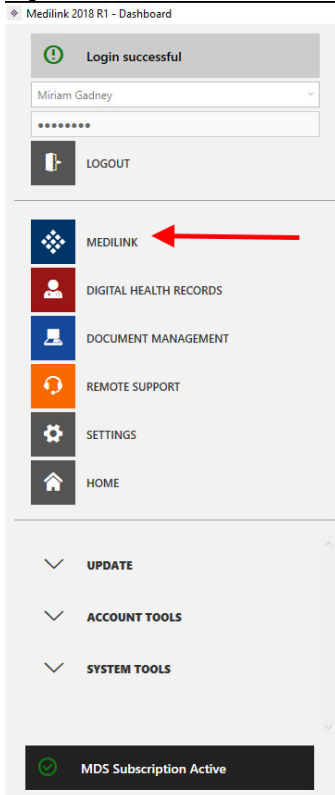 Medilink 2018 R1 - Dashboard
Login successful
Miriam Gadney
LOGOUT
MEDILINK
DIGITAL HEALTH RECORDS
DOCUMENT MANAGEMENT
REMOTE SUPPORT
SETTINGS
HOME
UPDATE
ACCOUNT TOOLS
SYSTEM TOOLS
MDS Subscription Active